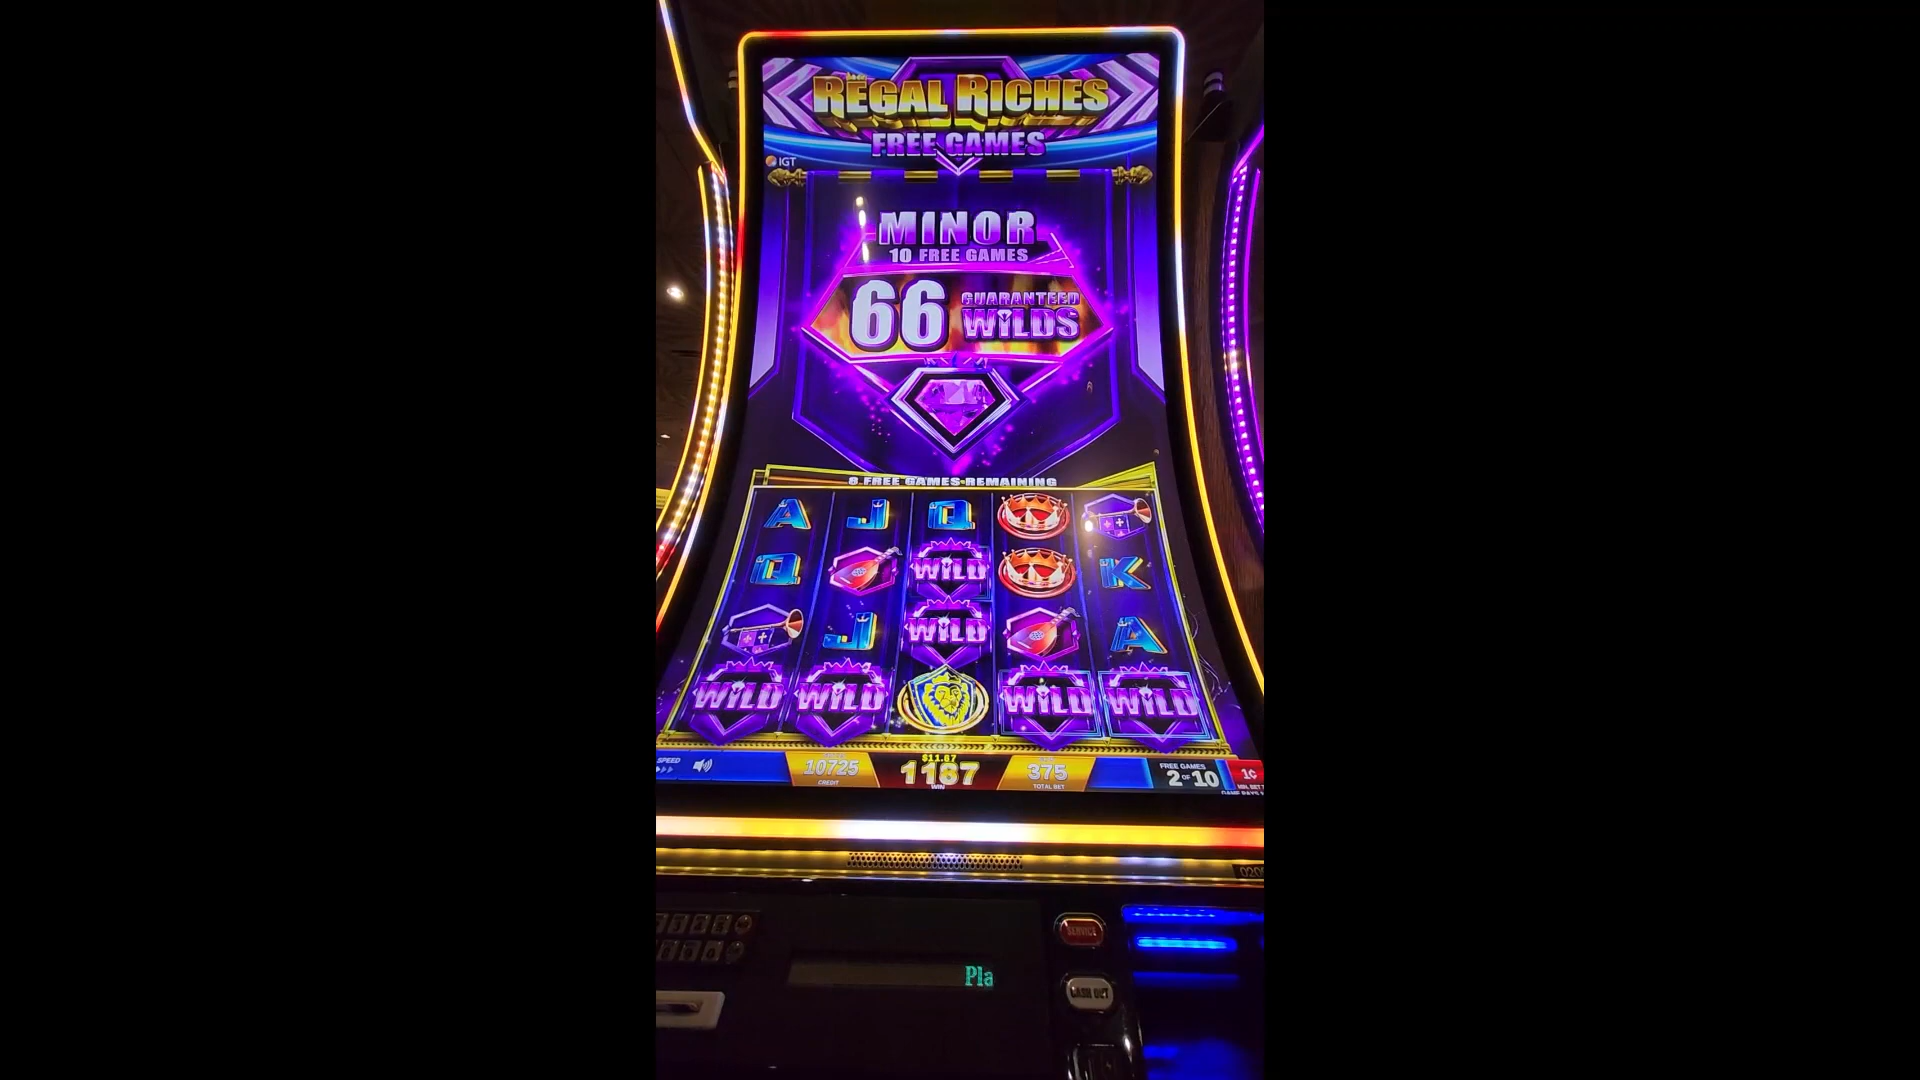 REGAL RICHES
FREE GAMES
IGT
MINOR
10 FREE GAMES
66 GUARANTEED WILDS
8 FREE GAMES REMAINING
A J Q
Q WILD K
J WILD A
WILD WILD WILD WILD
SPEED
$11.87
10725 1187 375
CREDIT WIN TOTAL BET
FREE GAMES
2 OF 10
1¢
MIN. BET
SERVICE
Pla
CASH OUT